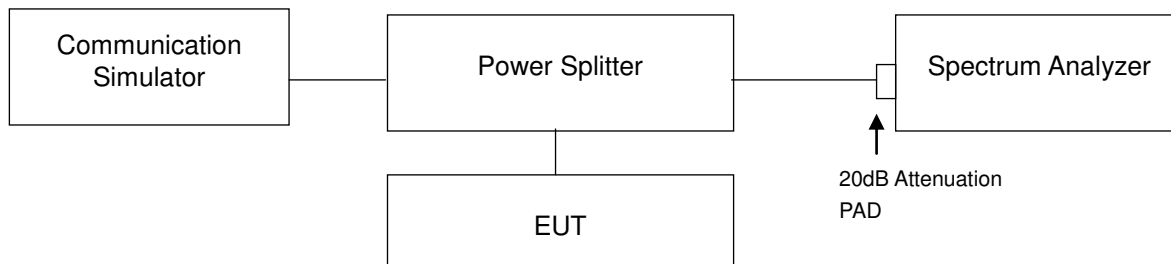 Communication
Simulator
Power Splitter
Spectrum Analyzer
20dB Attenuation
PAD
EUT